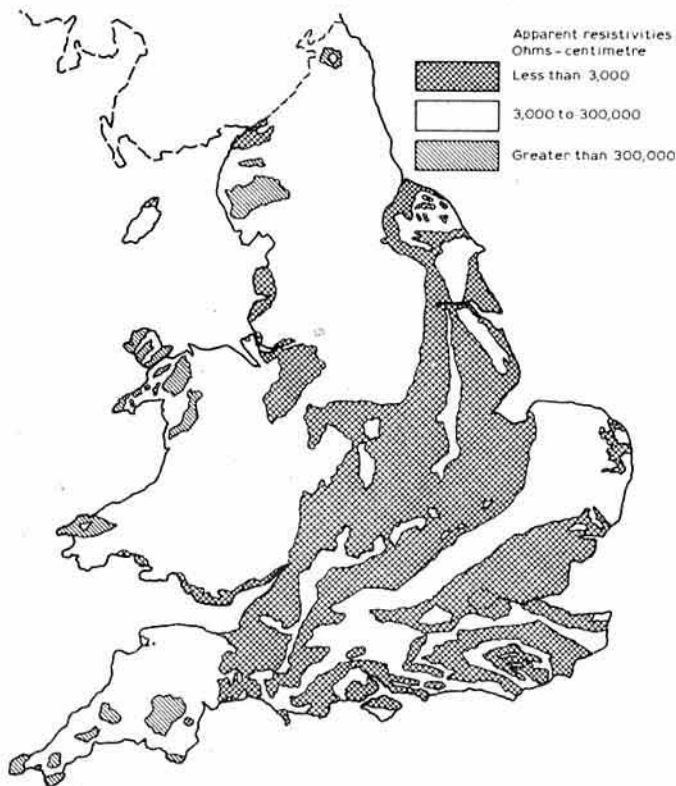 Apparent resistivities
Ohms-centimetre
Less than 3,000
3,000 to 300,000
Greater than 300,000